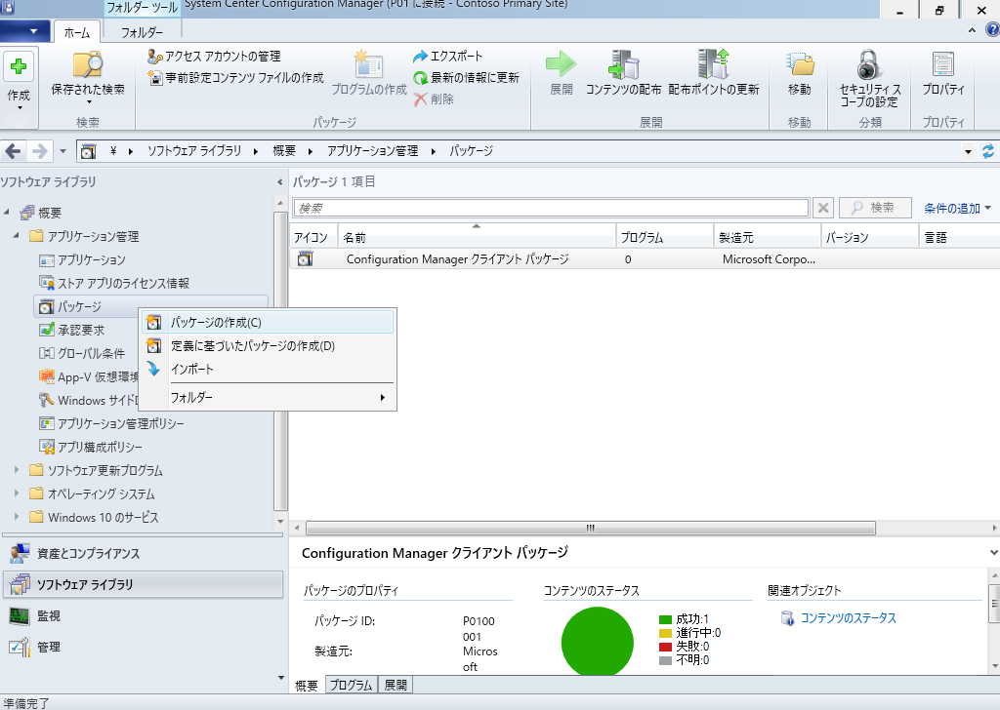 フォルダー ツール
System Center Configuration Manager (P01 に接続 - Contoso Primary Site)
ホーム
フォルダー
作成
保存された検索
検索
アクセス アカウントの管理
事前設定コンテンツ ファイルの作成
プログラムの作成
エクスポート
最新の情報に更新
削除
パッケージ
展開
コンテンツの配布
配布ポイントの更新
展開
移動
移動
セキュリティ ス
コープの設定
分類
プロパティ
プロパティ
¥ ソフトウェア ライブラリ 概要 アプリケーション管理 パッケージ
ソフトウェア ライブラリ
概要
アプリケーション管理
アプリケーション
ストア アプリのライセンス情報
パッケージ
承認要求
グローバル条件
App-V 仮想環境
Windows サイド
アプリケーション管理ポリシー
アプリ構成ポリシー
ソフトウェア更新プログラム
オペレーティング システム
Windows 10 のサービス
資産とコンプライアンス
ソフトウェア ライブラリ
監視
管理
パッケージの作成(C)
定義に基づいたパッケージの作成(D)
インポート
フォルダー
パッケージ 1 項目
検索
検索
条件の追加
アイコン 名前 プログラム 製造元 バージョン 言語
Configuration Manager クライアント パッケージ 0 Microsoft Corpo...
Configuration Manager クライアント パッケージ
パッケージのプロパティ
パッケージ ID: P0100
001
製造元: Micros
oft
コンテンツのステータス
成功:1
進行中:0
失敗:0
不明:0
関連オブジェクト
コンテンツのステータス
概要 プログラム 展開
準備完了